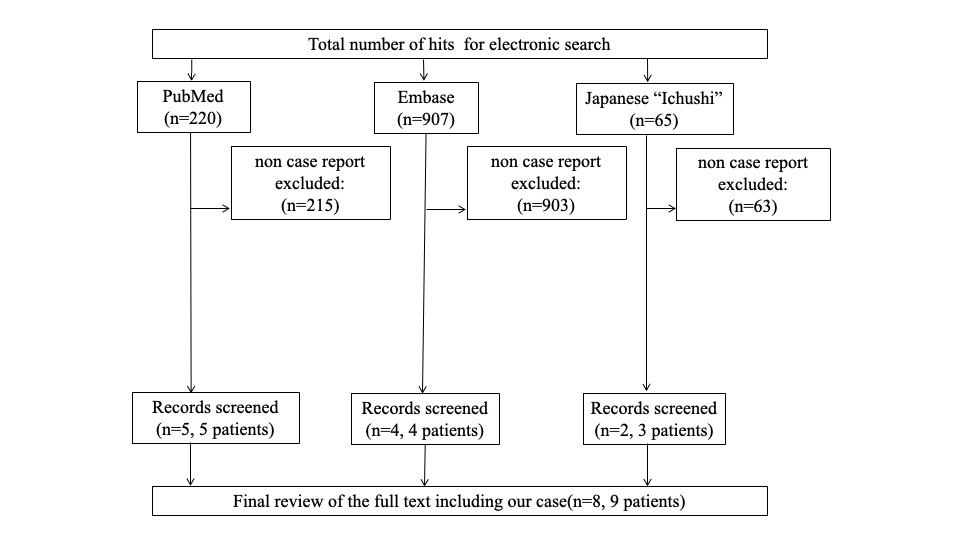 Total number of hits  for electronic search
PubMed
(n=220)
Embase
(n=907)
Japanese “Ichushi”
(n=65)
non case report
excluded:
(n=215)
non case report
excluded:
(n=903)
non case report
excluded:
(n=63)
Records screened
(n=5, 5 patients)
Records screened
(n=4, 4 patients)
Records screened
(n=2, 3 patients)
Final review of the full text including our case(n=8, 9 patients)